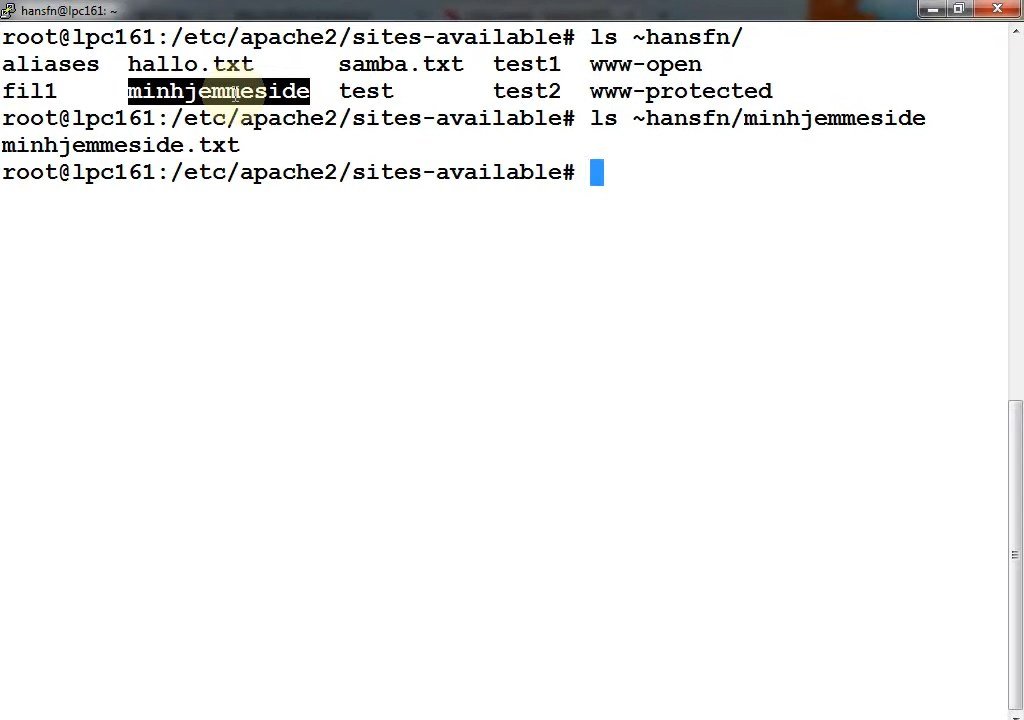 hansfn@lpc161: ~
root@lpc161:/etc/apache2/sites-available# ls ~hansfn/
aliases  hallo.txt      samba.txt  test1  www-open
fil1     minhjemmeside  test       test2  www-protected
root@lpc161:/etc/apache2/sites-available# ls ~hansfn/minhjemmeside
minhjemmeside.txt
root@lpc161:/etc/apache2/sites-available#